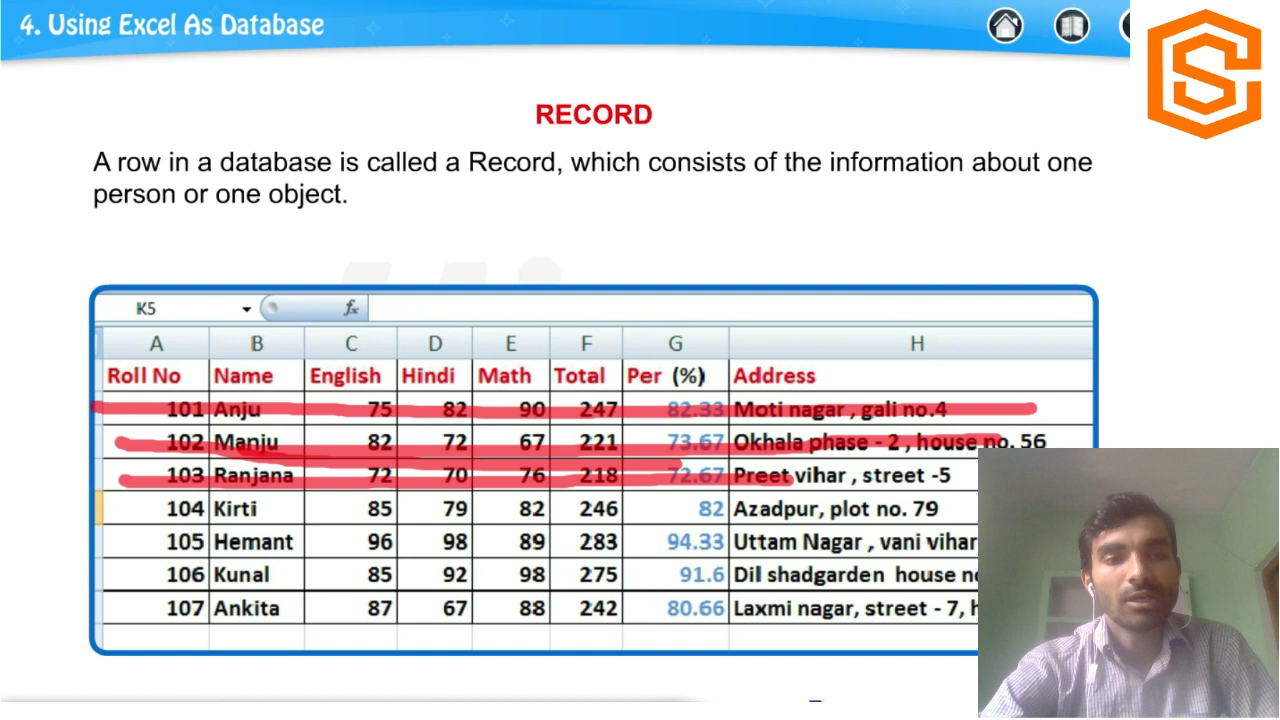 4. Using Excel As Database
RECORD
A row in a database is called a Record, which consists of the information about one
person or one object.
K5 fx
A B C D E F G H
Roll No Name English Hindi Math Total Per (%) Address
101 Anju 75 82 90 247 82.33 Moti nagar , gali no.4
102 Manju 82 72 67 221 73.67 Okhala phase - 2 , house no. 56
103 Ranjana 72 70 76 218 72.67 Preet vihar , street -5
104 Kirti 85 79 82 246 82 Azadpur, plot no. 79
105 Hemant 96 98 89 283 94.33 Uttam Nagar , vani vihar
106 Kunal 85 92 98 275 91.6 Dil shadgarden house
107 Ankita 87 67 88 242 80.66 Laxmi nagar, street - 7,